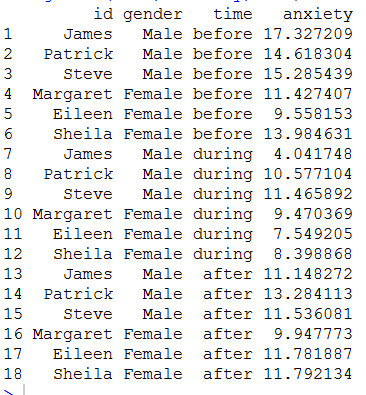 id gender time anxiety
1 James Male before 17.327209
2 Patrick Male before 14.618304
3 Steve Male before 15.285439
4 Margaret Female before 11.427407
5 Eileen Female before 9.558153
6 Sheila Female before 13.984631
7 James Male during 4.041748
8 Patrick Male during 10.577104
9 Steve Male during 11.465892
10 Margaret Female during 9.470369
11 Eileen Female during 7.549205
12 Sheila Female during 8.398868
13 James Male after 11.148272
14 Patrick Male after 13.284113
15 Steve Male after 11.536081
16 Margaret Female after 9.947773
17 Eileen Female after 11.781887
18 Sheila Female after 11.792134
>